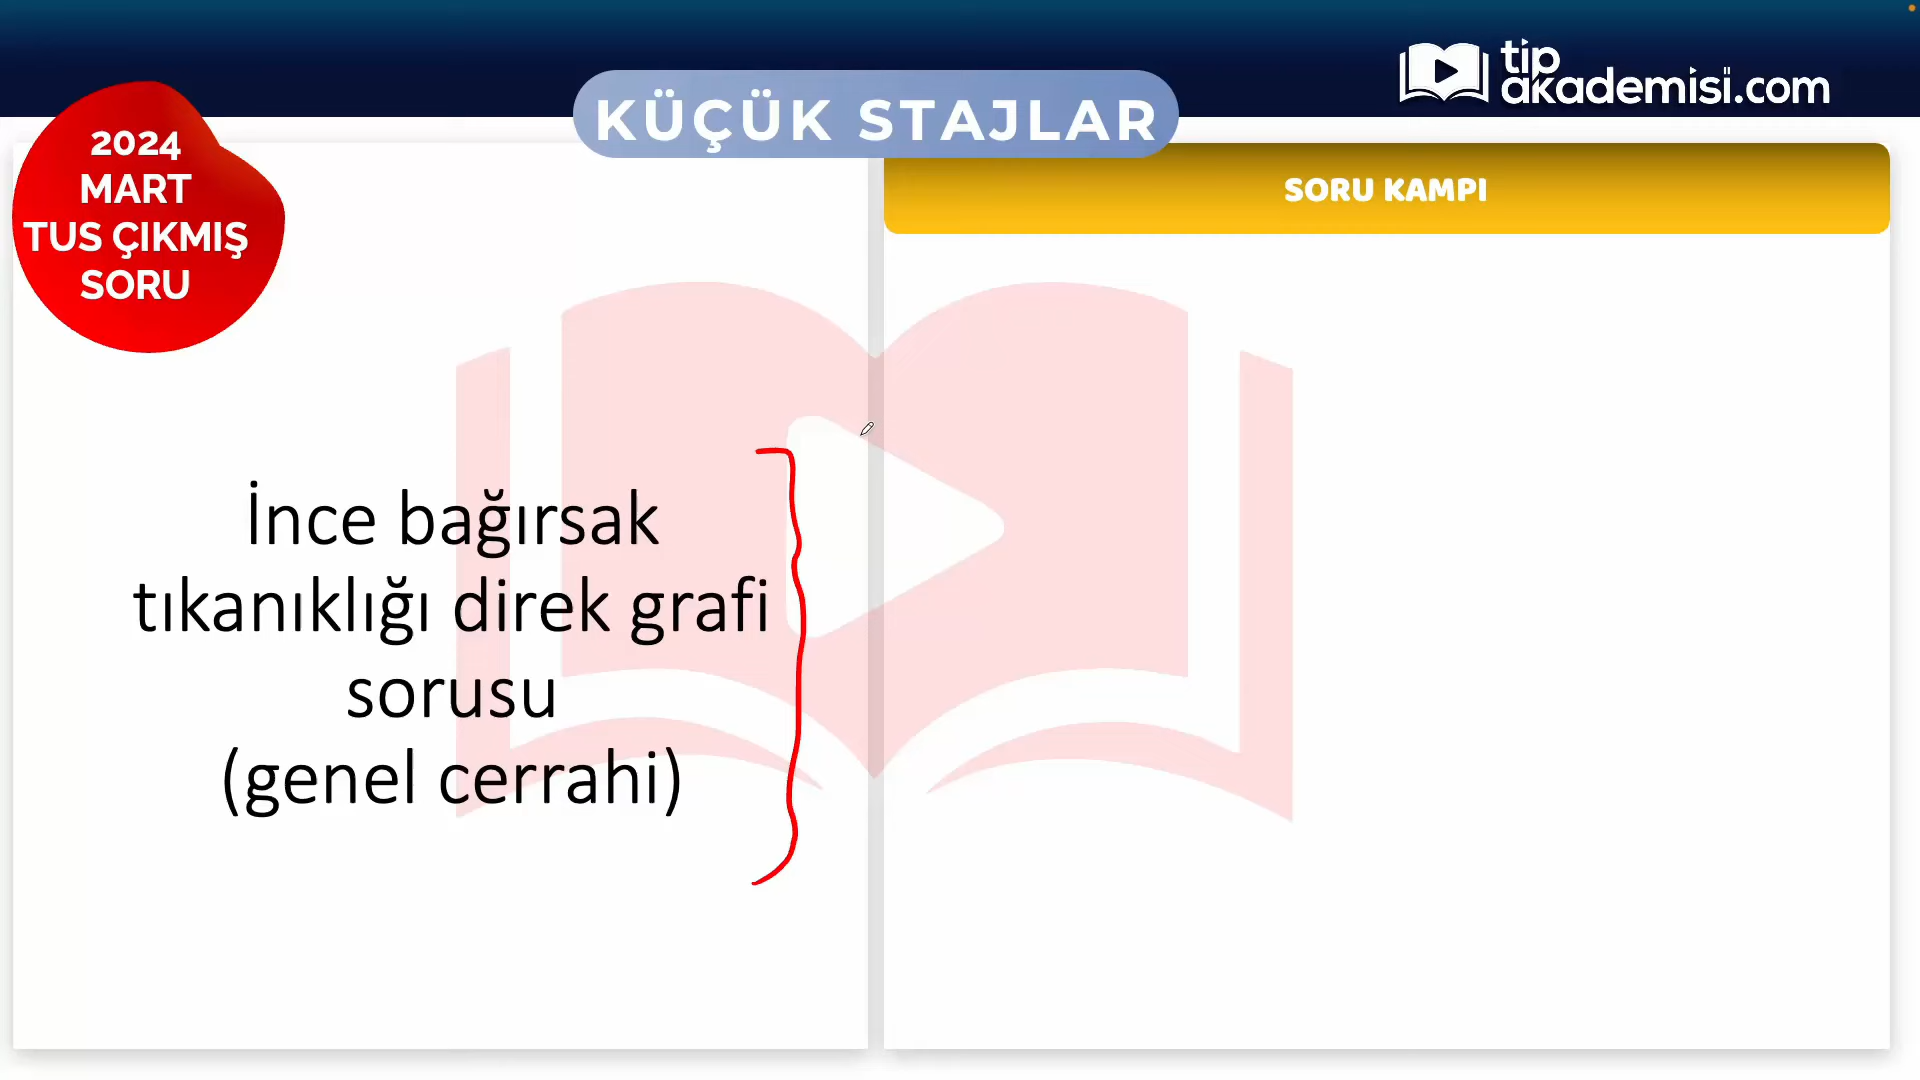 tip
akademisi.com
KÜÇÜK STAJLAR
2024
MART
TUS ÇIKMIŞ
SORU
SORU KAMPI
İnce bağırsak
tıkanıklığı direk grafi
sorusu
(genel cerrahi)